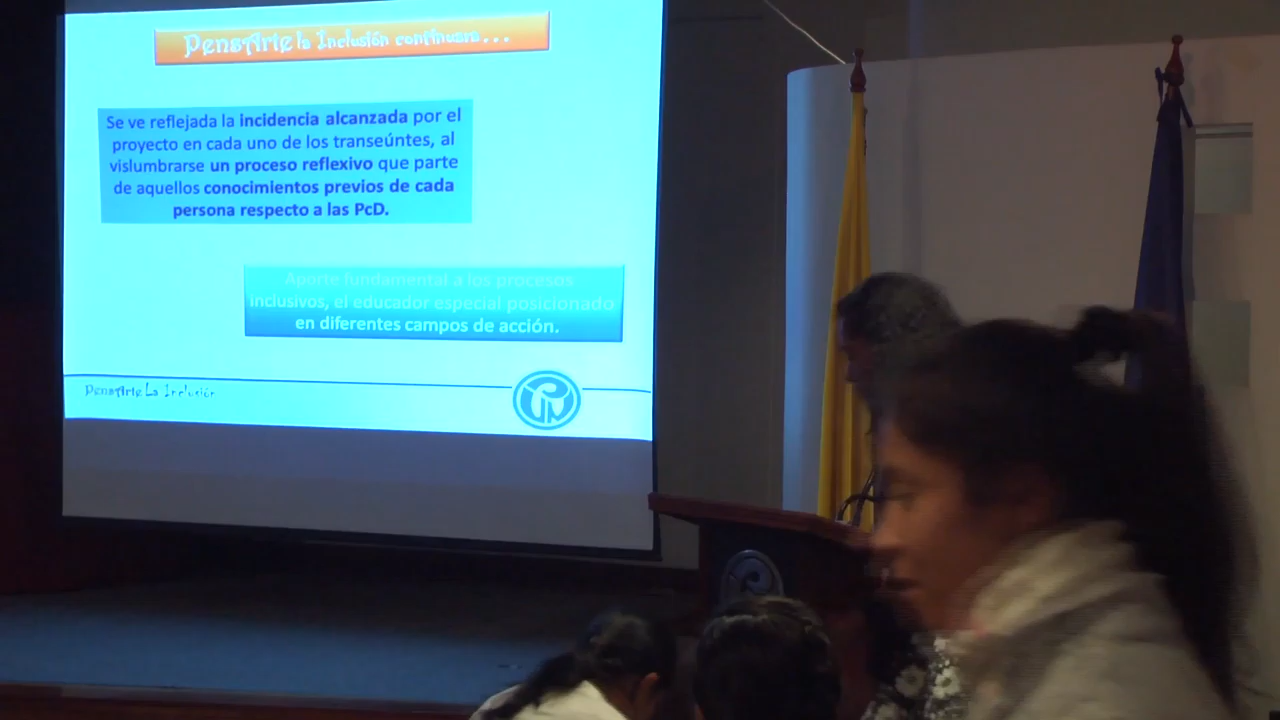 PensArte la Inclusión continuara...
Se ve reflejada la incidencia alcanzada por el
proyecto en cada uno de los transeúntes, al
vislumbrarse un proceso reflexivo que parte
de aquellos conocimientos previos de cada
persona respecto a las PcD.
Aporte fundamental a los procesos
inclusivos, el educador especial posicionado
en diferentes campos de acción.
PensArte La Inclusión